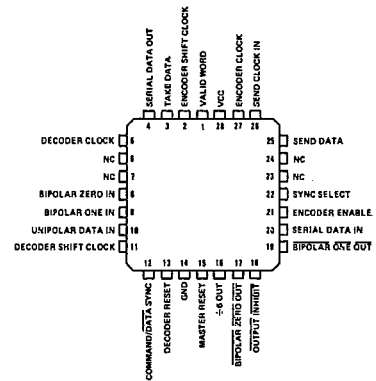 SERIAL DATA OUT
TAKE DATA
ENCODER SHIFT CLOCK
VALID WORD
VCC
ENCODER CLOCK
SEND CLOCK IN
4 3 2 1 28 27 26
DECODER CLOCK 5
NC 6
NC 7
BIPOLAR ZERO IN 8
BIPOLAR ONE IN 9
UNIPOLAR DATA IN 10
DECODER SHIFT CLOCK 11
25 SEND DATA
24 NC
23 NC
22 SYNC SELECT
21 ENCODER ENABLE
20 SERIAL DATA IN
19 BIPOLAR ONE OUT
12 13 14 15 16 17 18
COMMAND/DATA SYNC
DECODER RESET
GND
MASTER RESET
÷6 OUT
BIPOLAR ZERO OUT
OUTPUT INHIBIT